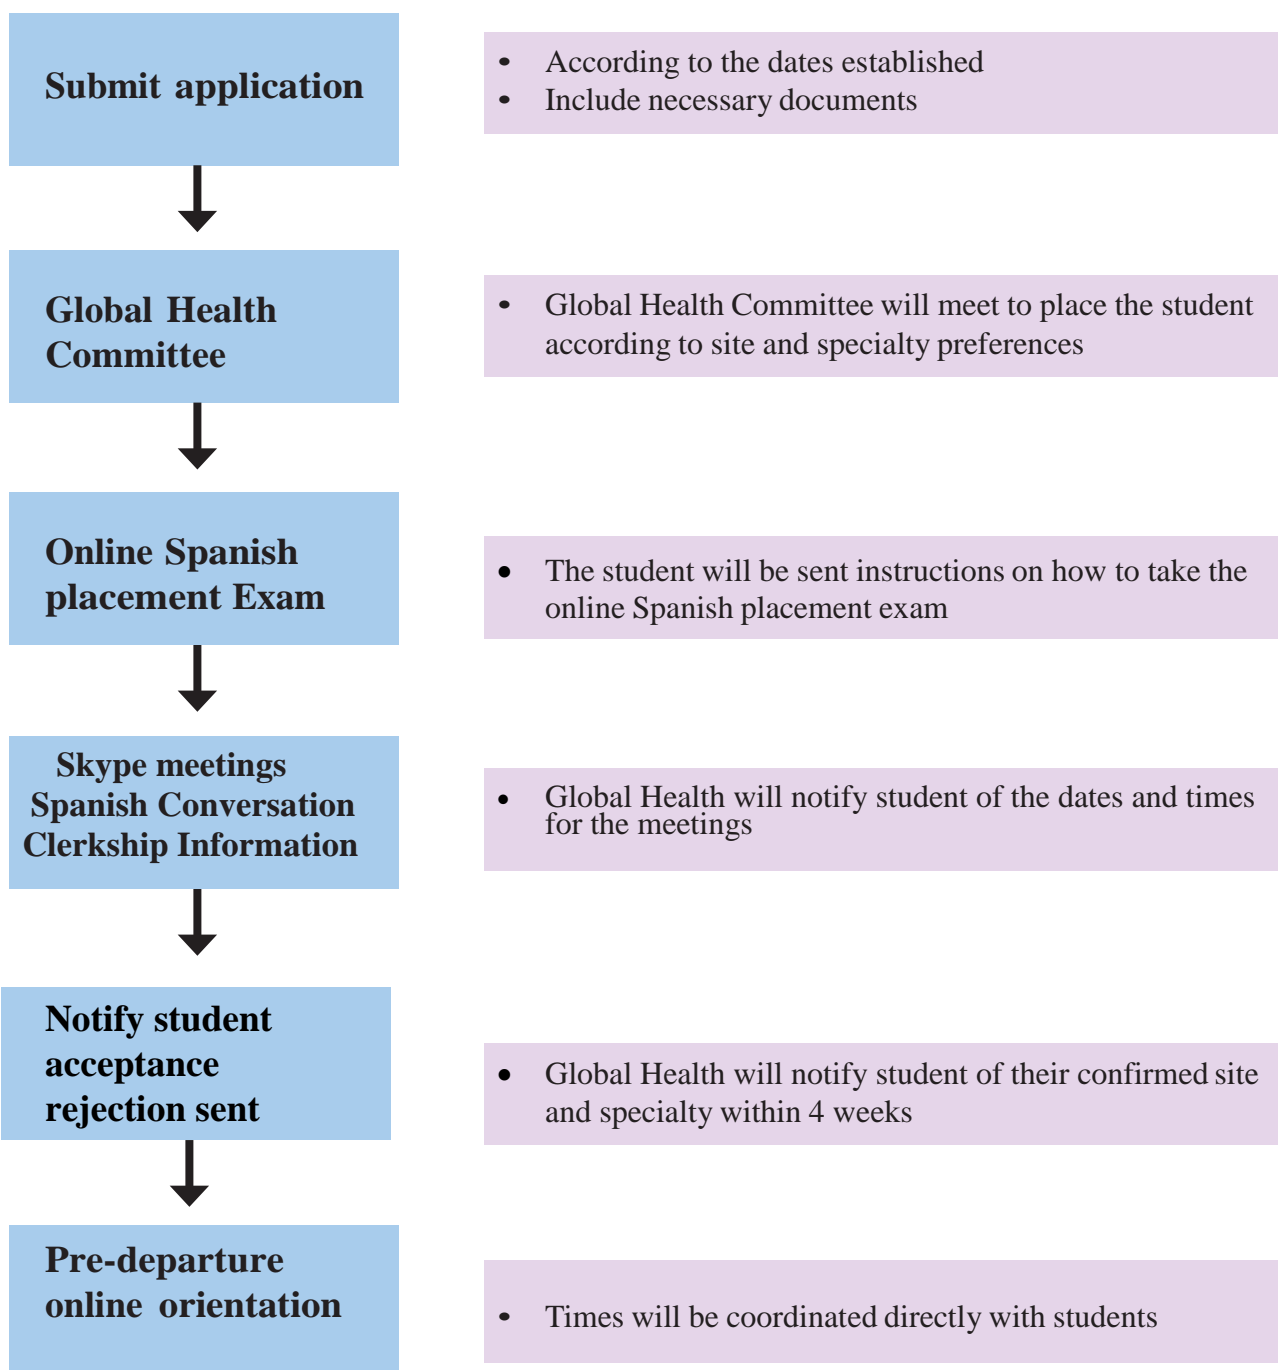 Submit application
• According to the dates established
• Include necessary documents
Global Health
Committee
• Global Health Committee will meet to place the student
according to site and specialty preferences
Online Spanish
placement Exam
• The student will be sent instructions on how to take the
online Spanish placement exam
Skype meetings
Spanish Conversation
Clerkship Information
• Global Health will notify student of the dates and times
for the meetings
Notify student
acceptance
rejection sent
• Global Health will notify student of their confirmed site
and specialty within 4 weeks
Pre-departure
online orientation
• Times will be coordinated directly with students